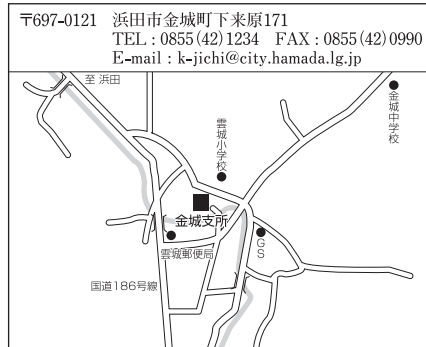 〒697-0121 浜田市金城町下来原171
TEL : 0855(42)1234 FAX : 0855(42)0990
E-mail : k-jichi@city.hamada.lg.jp
至 浜田
金城中学校
雲城小学校
金城支所
雲城郵便局
GS
国道186号線